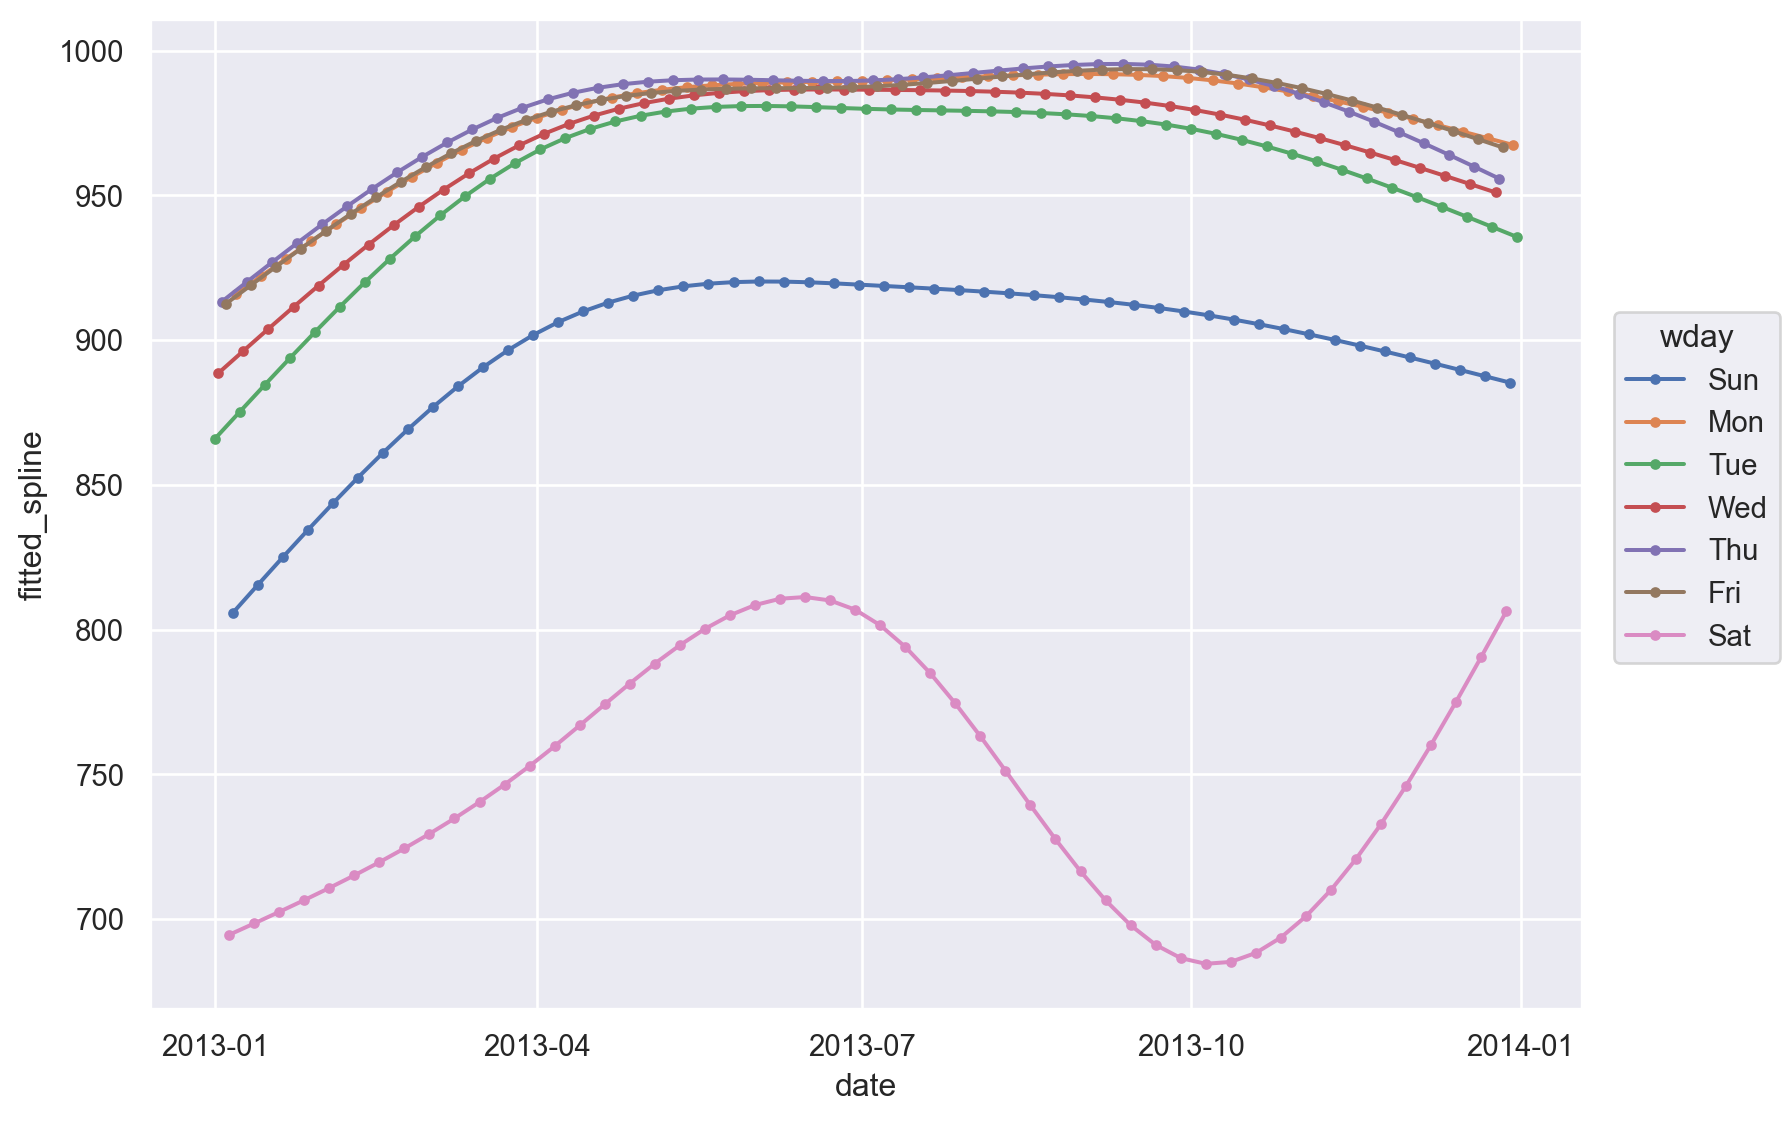 1000
950
900
850
800
750
700
fitted_spline
2013-01
2013-04
2013-07
2013-10
2014-01
date
wday
Sun
Mon
Tue
Wed
Thu
Fri
Sat